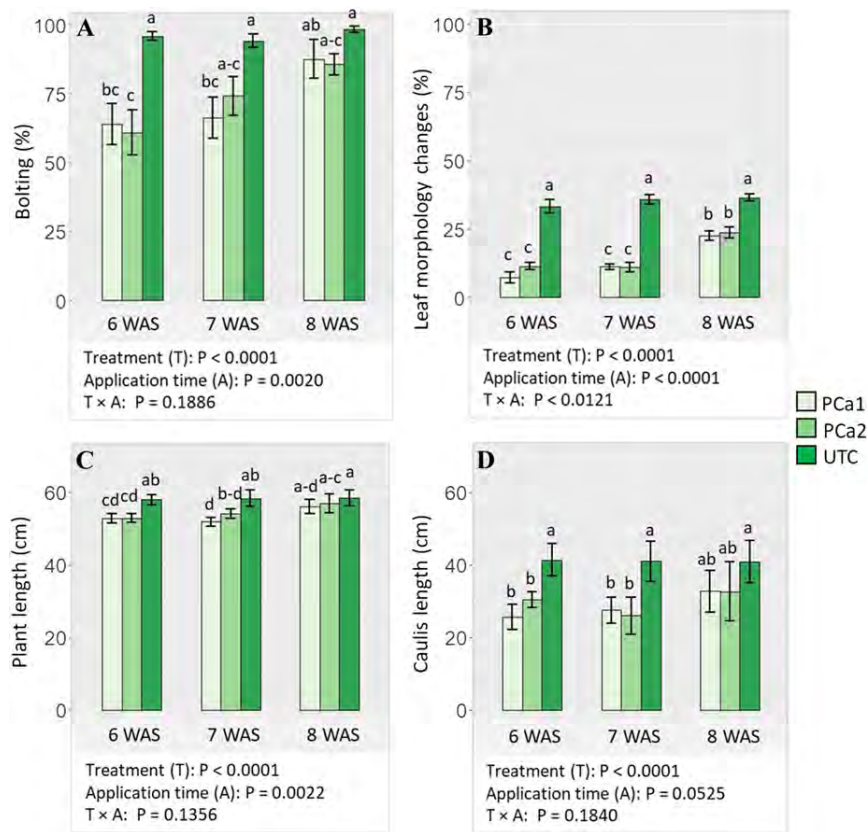 A
Bolting (%)
100
75
50
25
0
bc c a
bc a-c a
ab a-c a
6 WAS 7 WAS 8 WAS
Treatment (T): P < 0.0001
Application time (A): P = 0.0020
T × A: P = 0.1886
B
Leaf morphology changes (%)
100
50
25
0
c c a
c c a
b b a
6 WAS 7 WAS 8 WAS
Treatment (T): P < 0.0001
Application time (A): P < 0.0001
T × A: P < 0.0121
PCa1
PCa2
UTC
C
Plant length (cm)
60
40
20
0
cd cd ab
d b-d ab
a-d a-c a
6 WAS 7 WAS 8 WAS
Treatment (T): P < 0.0001
Application time (A): P = 0.0022
T × A: P = 0.1356
D
Caulis length (cm)
60
40
20
0
b b a
b b a
ab ab a
6 WAS 7 WAS 8 WAS
Treatment (T): P < 0.0001
Application time (A): P = 0.0525
T × A: P = 0.1840